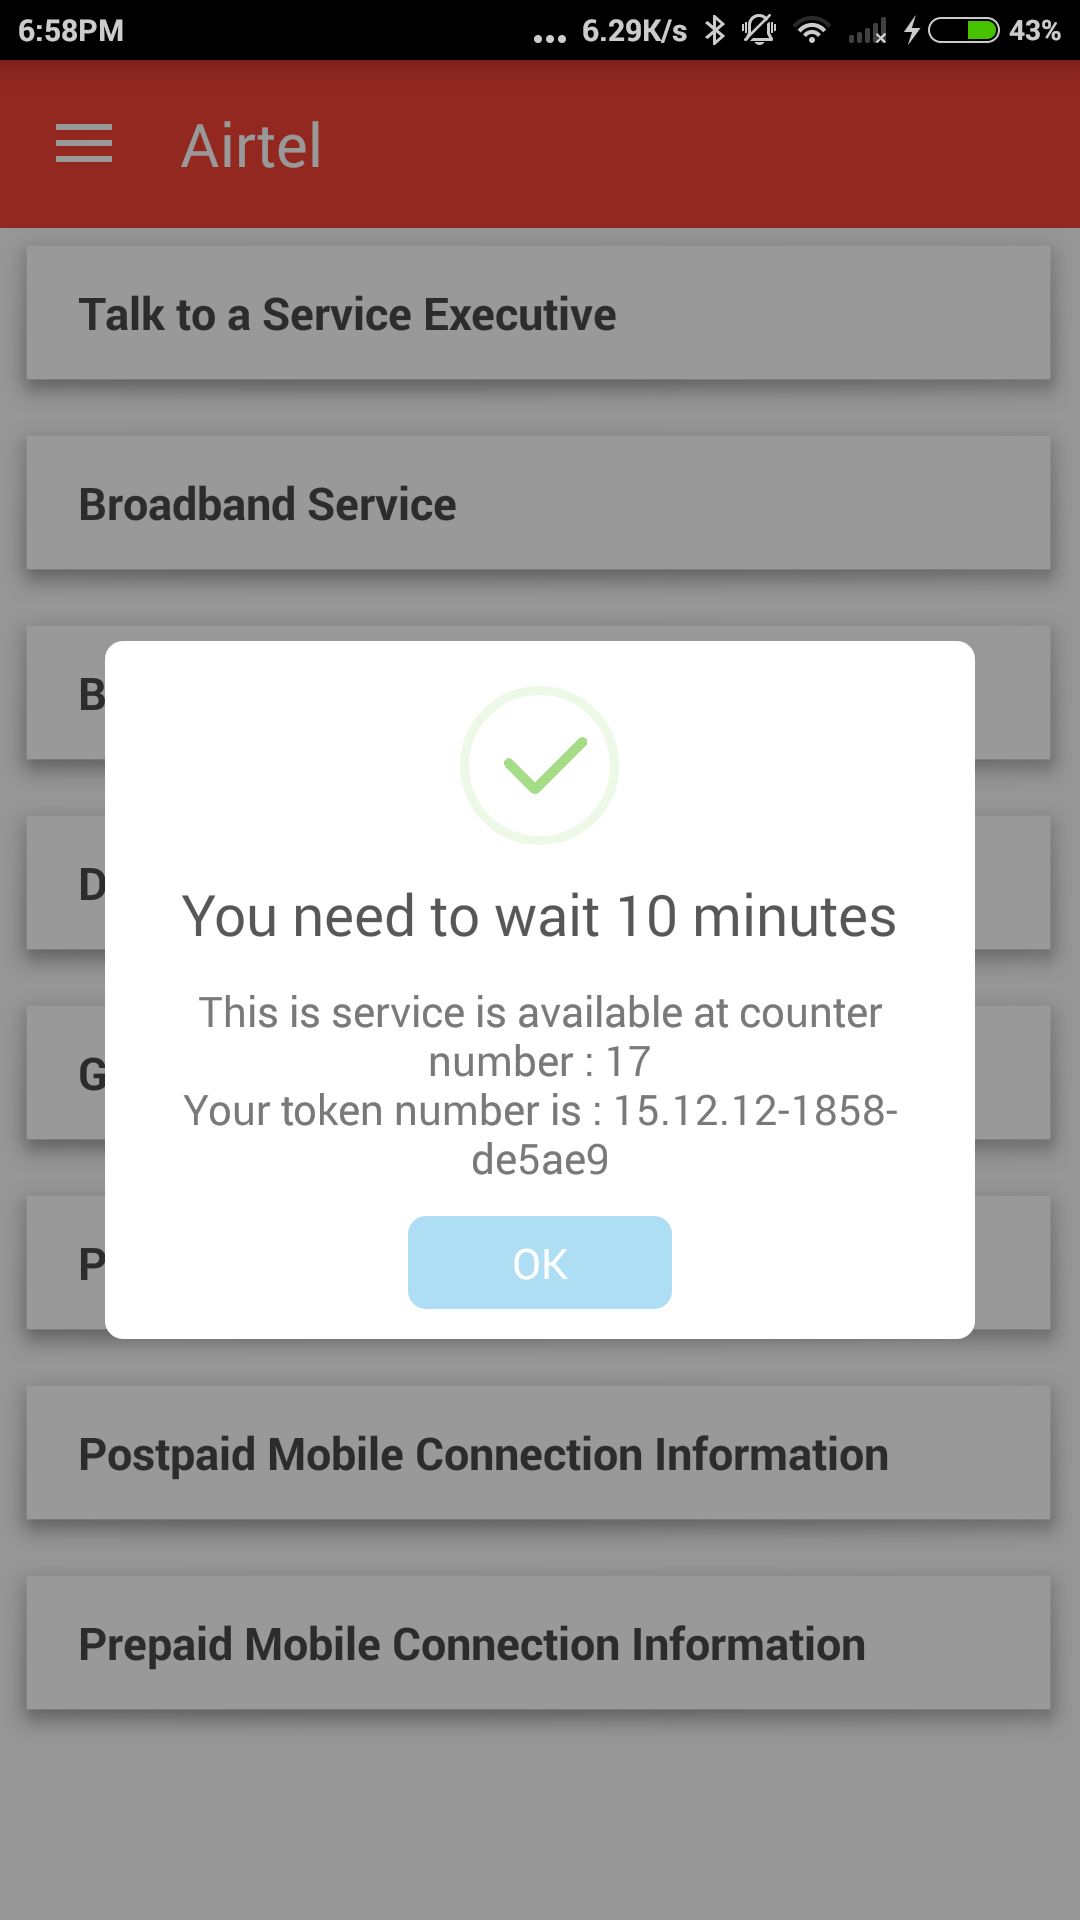 6:58PM
... 6.29K/s 43%
Airtel
Talk to a Service Executive
Broadband Service
B
D
G
P
You need to wait 10 minutes
This is service is available at counter
number : 17
Your token number is : 15.12.12-1858-
de5ae9
OK
Postpaid Mobile Connection Information
Prepaid Mobile Connection Information